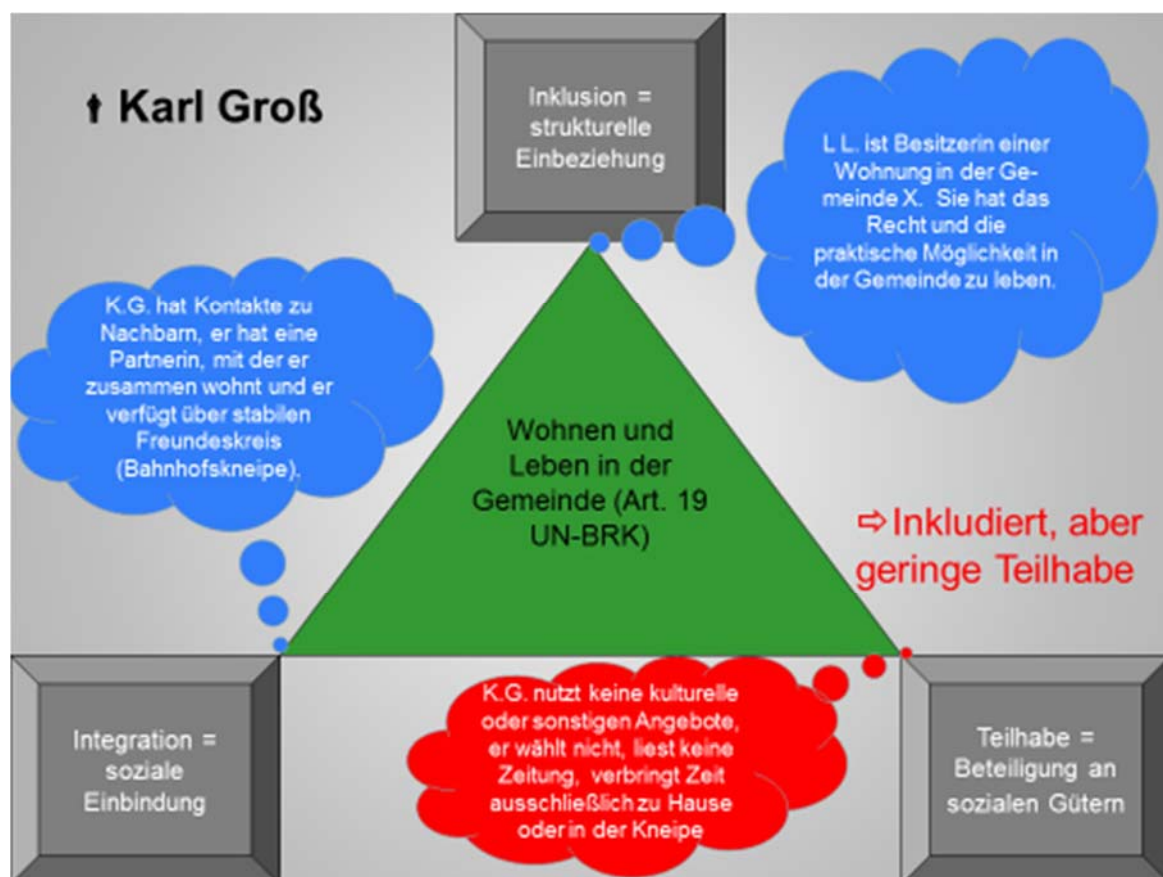 Karl Groß
Inklusion =
strukturelle
Einbeziehung
L L. ist Besitzerin einer
Wohnung in der Ge-
meinde X. Sie hat das
Recht und die
praktische Möglichkeit in
der Gemeinde zu leben.
K.G. hat Kontakte zu
Nachbarn, er hat eine
Partnerin, mit der er
zusammen wohnt und er
verfügt über stabilen
Freundeskreis
(Bahnhofskneipe).
Wohnen und
Leben in der
Gemeinde (Art. 19
UN-BRK)
⇨ Inkludiert, aber
geringe Teilhabe
Integration =
soziale
Einbindung
K.G. nutzt keine kulturelle
oder sonstigen Angebote,
er wählt nicht, liest keine
Zeitung, verbringt Zeit
ausschließlich zu Hause
oder in der Kneipe
Teilhabe =
Beteiligung an
sozialen Gütern